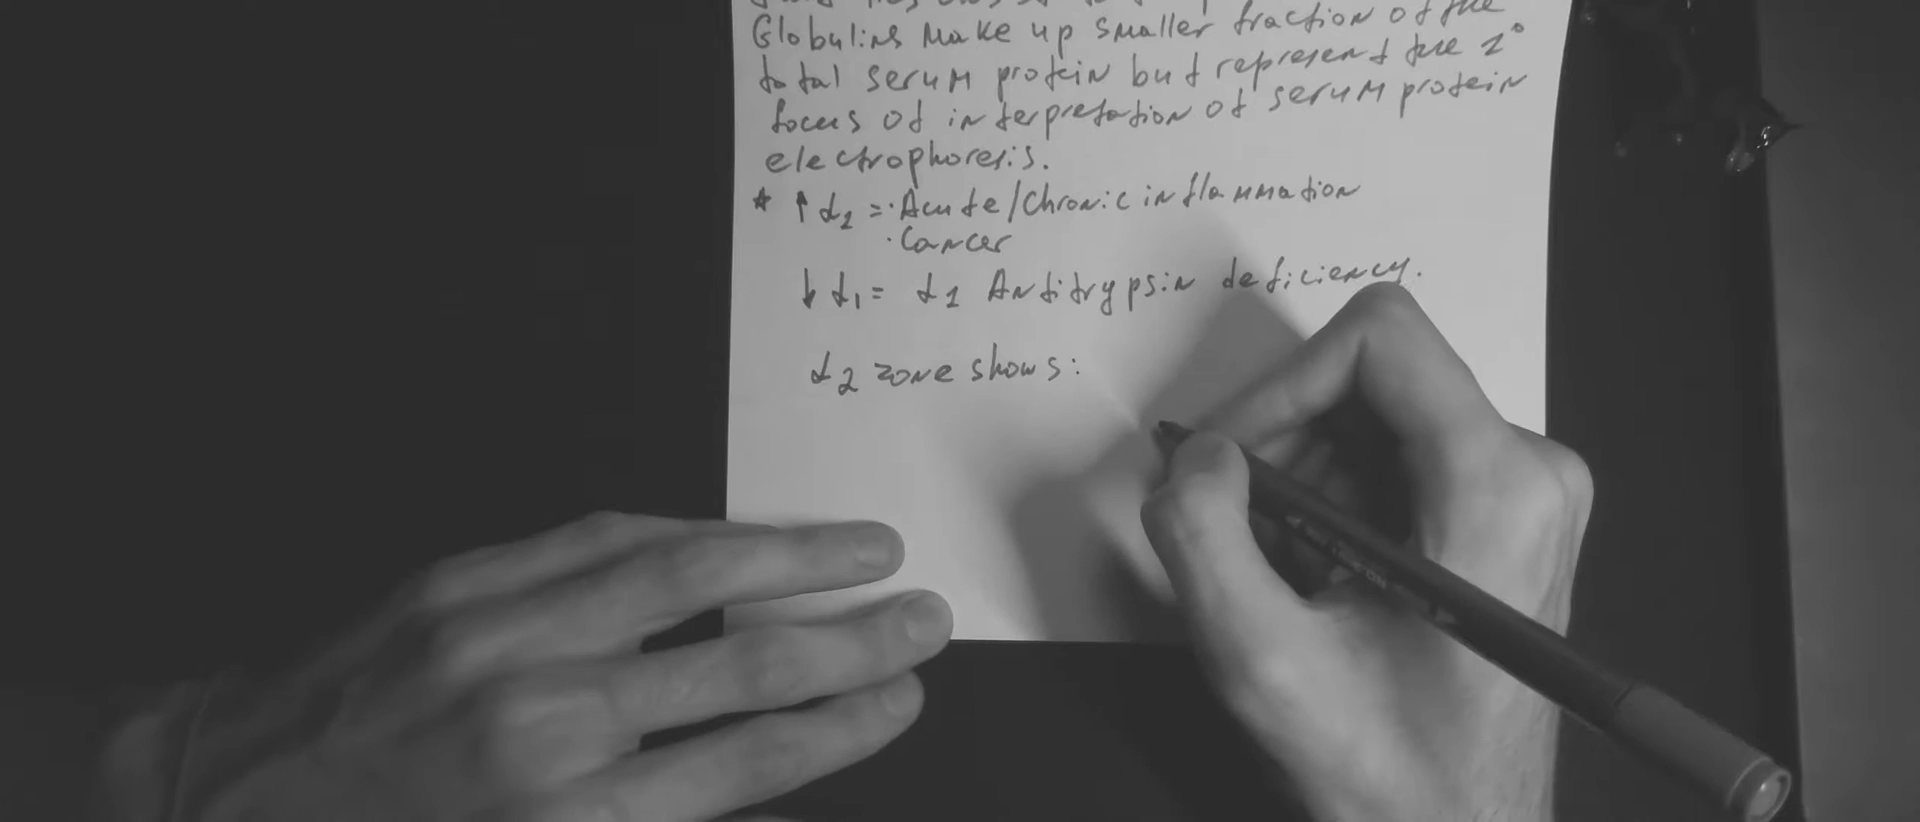 Globulins make up smaller fraction of the
total serum protein but represent the 1°
focus of interpretation of serum protein
electrophoresis.
* ↑ α1 = · Acute/Chronic inflammation
· Cancer
↓ α1 = α1 Antitrypsin deficiency.
α2 zone shows: